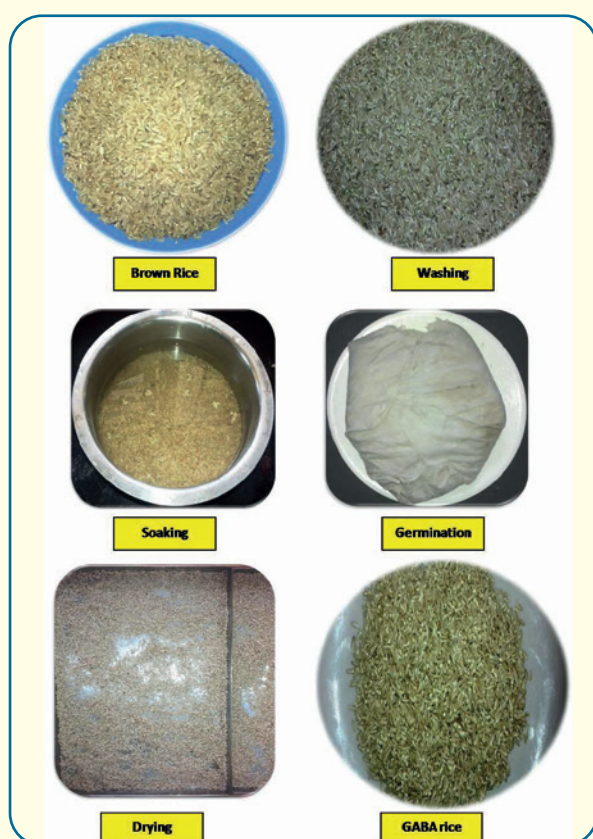 Brown Rice
Washing
Soaking
Germination
Drying
GABA rice